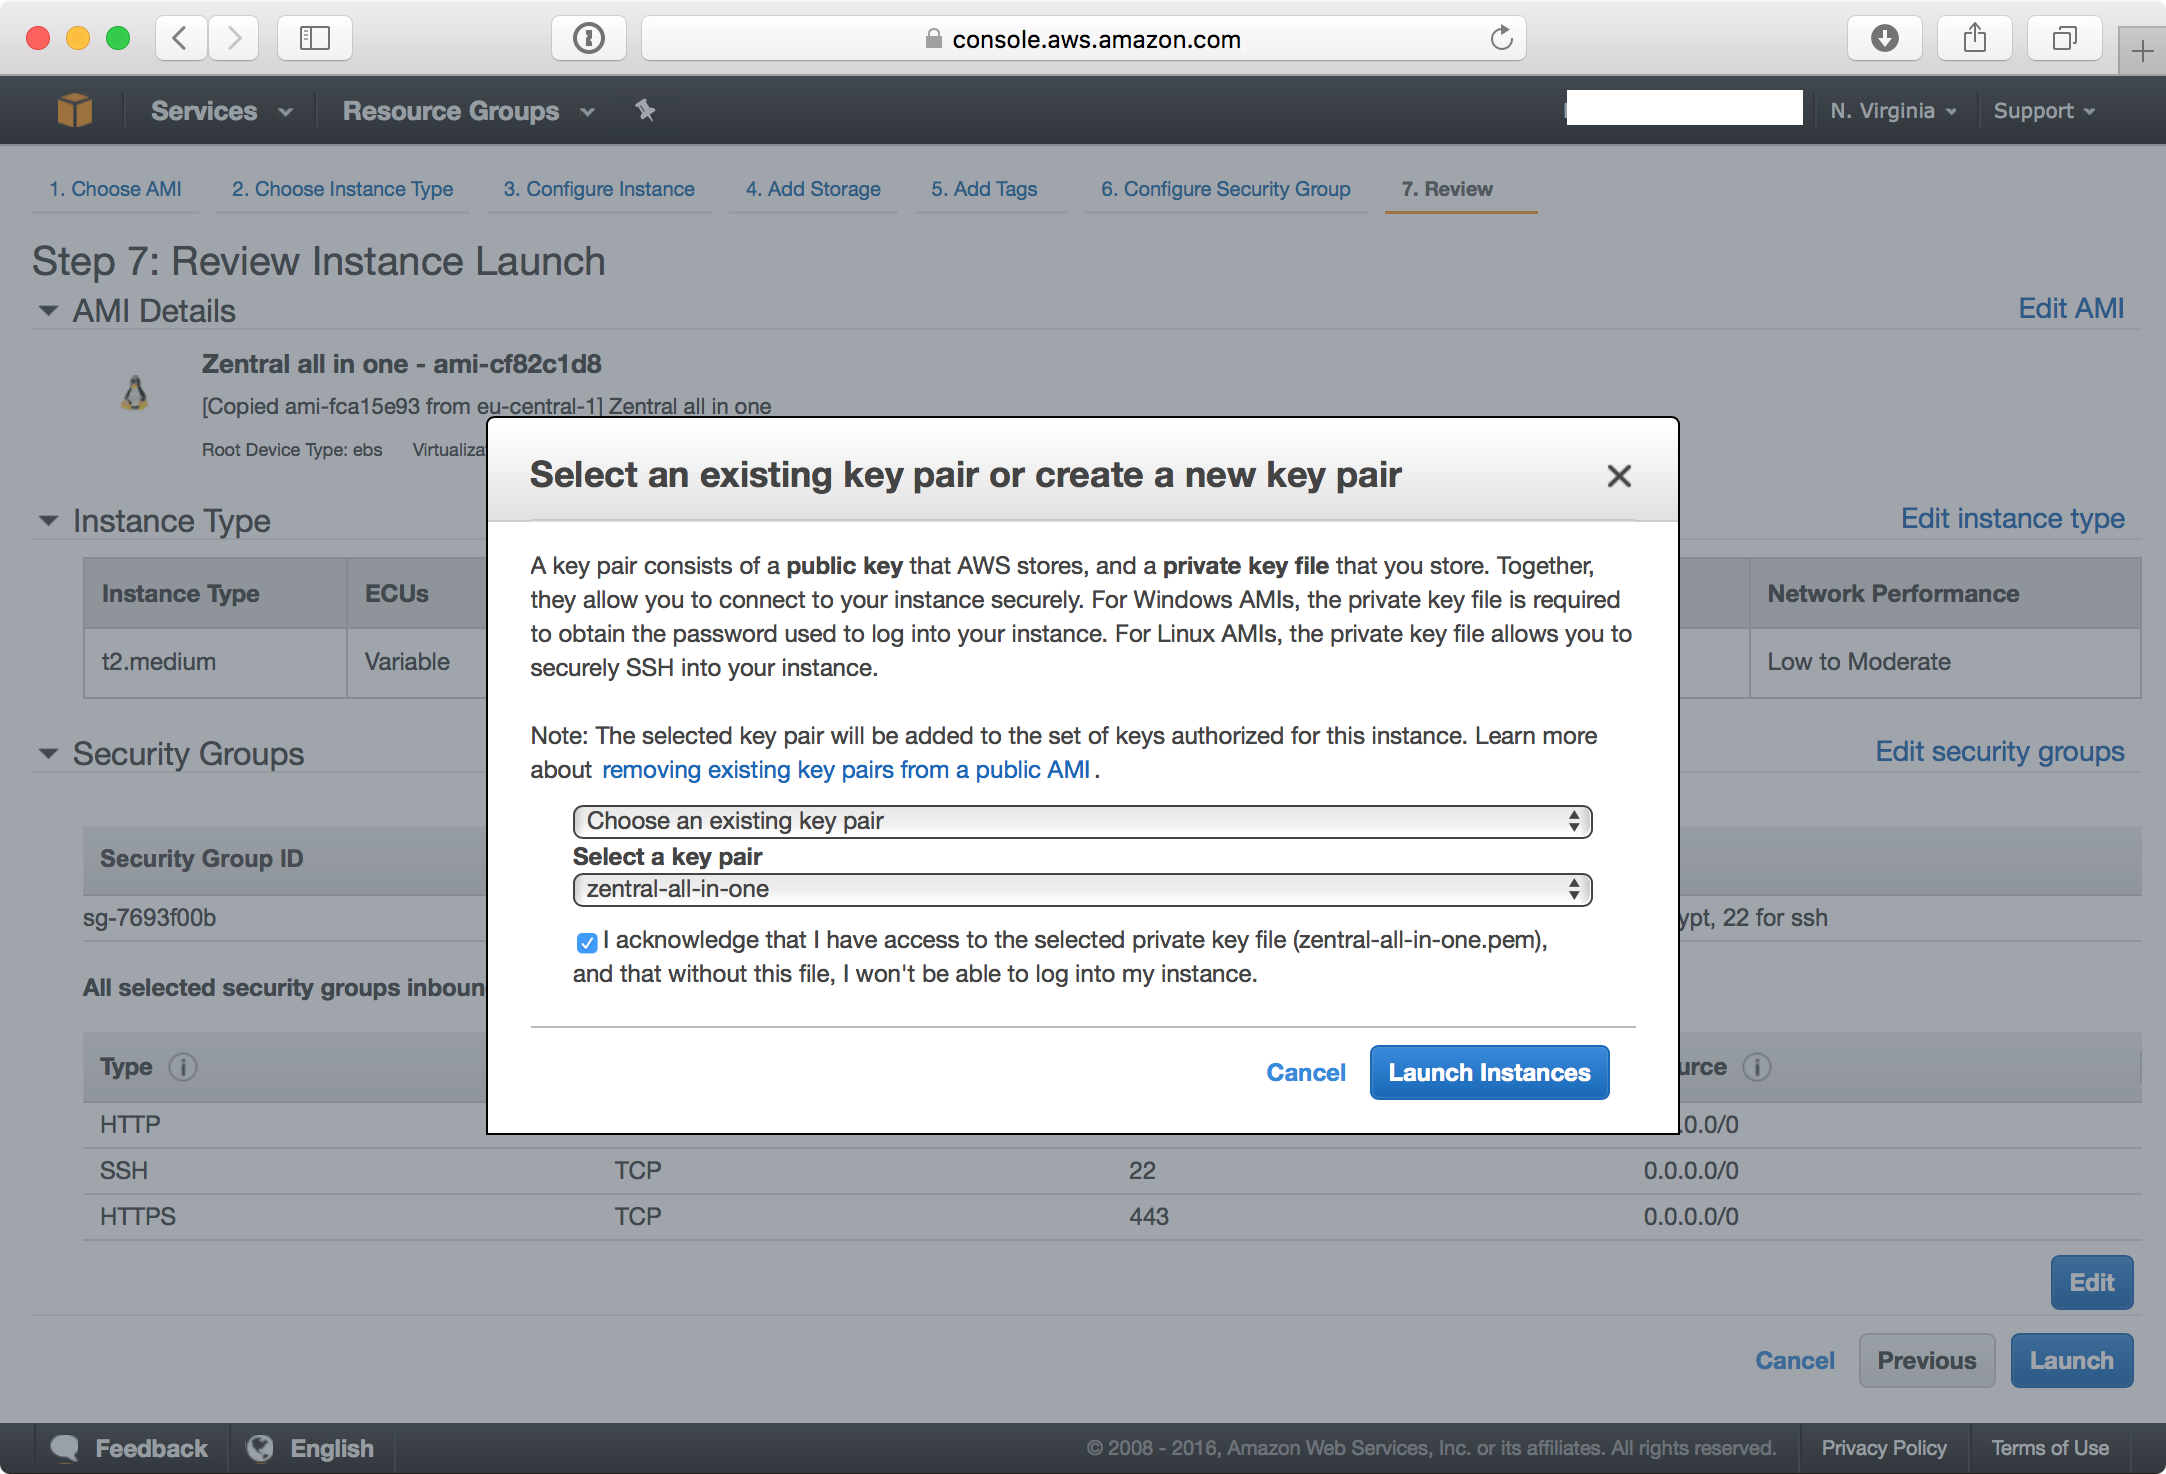 console.aws.amazon.com
Services Resource Groups N. Virginia Support
1. Choose AMI 2. Choose Instance Type 3. Configure Instance 4. Add Storage 5. Add Tags 6. Configure Security Group 7. Review
Step 7: Review Instance Launch
AMI Details Edit AMI
Zentral all in one - ami-cf82c1d8
[Copied ami-fca15e93 from eu-central-1] Zentral all in one
Root Device Type: ebs
Select an existing key pair or create a new key pair
A key pair consists of a public key that AWS stores, and a private key file that you store. Together,
they allow you to connect to your instance securely. For Windows AMIs, the private key file is required
to obtain the password used to log into your instance. For Linux AMIs, the private key file allows you to
securely SSH into your instance.
Note: The selected key pair will be added to the set of keys authorized for this instance. Learn more
about removing existing key pairs from a public AMI .
Choose an existing key pair
Select a key pair
zentral-all-in-one
I acknowledge that I have access to the selected private key file (zentral-all-in-one.pem),
and that without this file, I won't be able to log into my instance.
Cancel Launch Instances
Instance Type Edit instance type
Instance Type ECUs Network Performance
t2.medium Variable Low to Moderate
Security Groups Edit security groups
Security Group ID
sg-7693f00b 22 for ssh
All selected security groups
Type
HTTP
SSH TCP 22 0.0.0.0/0
HTTPS TCP 443 0.0.0.0/0
Edit
Cancel Previous Launch
Feedback English © 2008 - 2016, Amazon Web Services, Inc. or its affiliates. All rights reserved. Privacy Policy Terms of Use